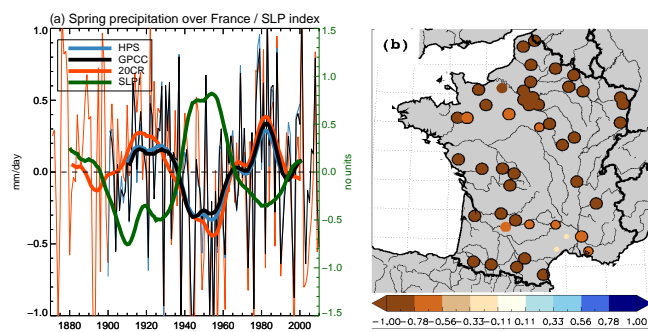 (a) Spring precipitation over France / SLP index
HPS
GPCC
20CR
SLPI
1.0
0.5
0.0
−0.5
−1.0
mm/day
1.5
1.0
0.5
0.0
−0.5
−1.0
−1.5
no units
1880 1900 1920 1940 1960 1980 2000
(b)
−1.00−0.78−0.56−0.33−0.11 0.11 0.33 0.56 0.78 1.00